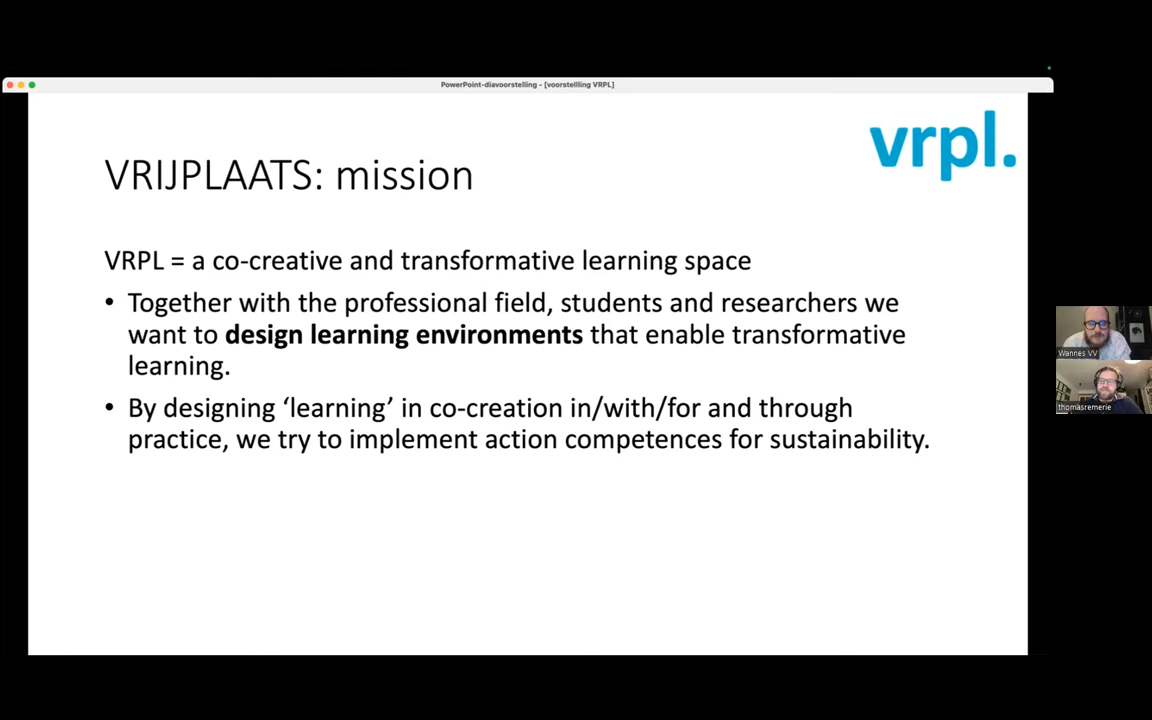 PowerPoint-diavoorstelling - [voorstellling VRPL]
vrpl.
VRIJPLAATS: mission
VRPL = a co-creative and transformative learning space
• Together with the professional field, students and researchers we
want to design learning environments that enable transformative
learning.
• By designing ‘learning’ in co-creation in/with/for and through
practice, we try to implement action competences for sustainability.
Wannes VV
thomasremerie